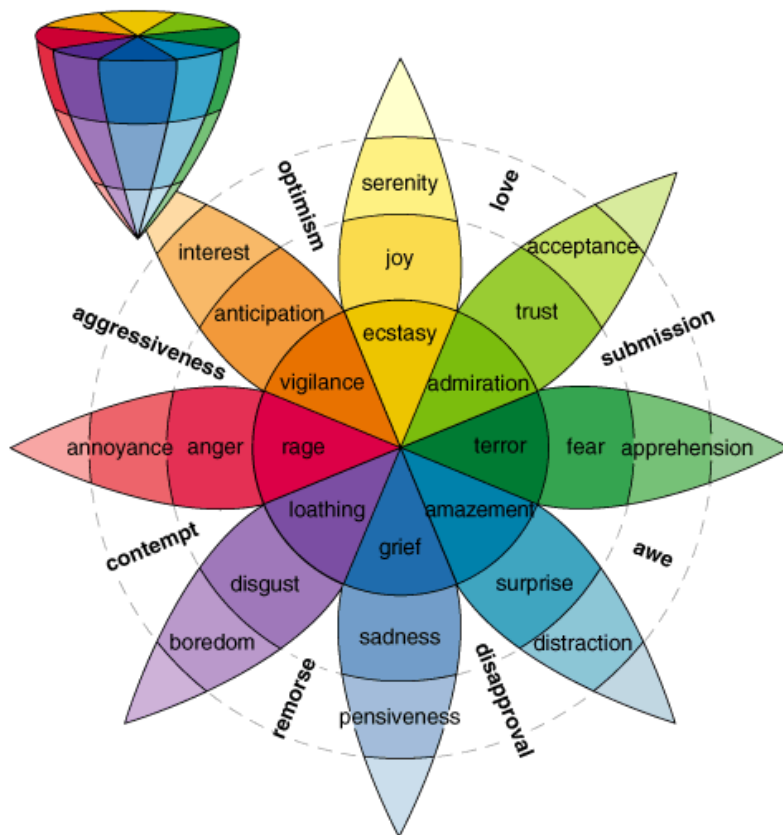 optimism
serenity
love
interest
joy
acceptance
anticipation
trust
aggressiveness
ecstasy
submission
vigilance
admiration
annoyance
anger
rage
terror
fear
apprehension
loathing
amazement
contempt
grief
awe
disgust
surprise
boredom
sadness
distraction
remorse
pensiveness
disapproval